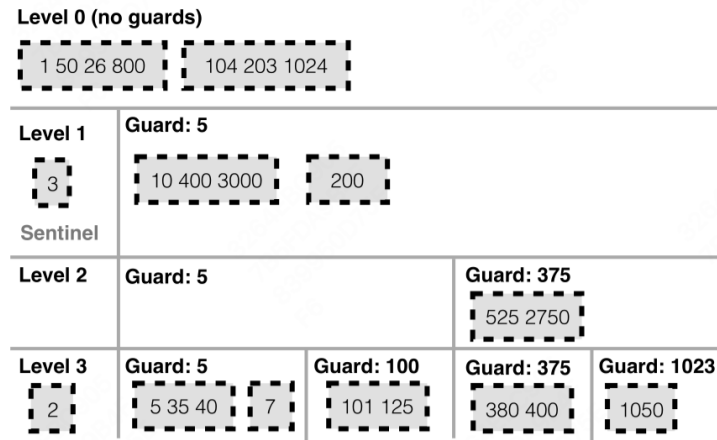 Level 0 (no guards)
1 50 26 800 104 203 1024
Level 1 Guard: 5
3 10 400 3000 200
Sentinel
Level 2 Guard: 5 Guard: 375
525 2750
Level 3 Guard: 5 Guard: 100 Guard: 375 Guard: 1023
2 5 35 40 7 101 125 380 400 1050